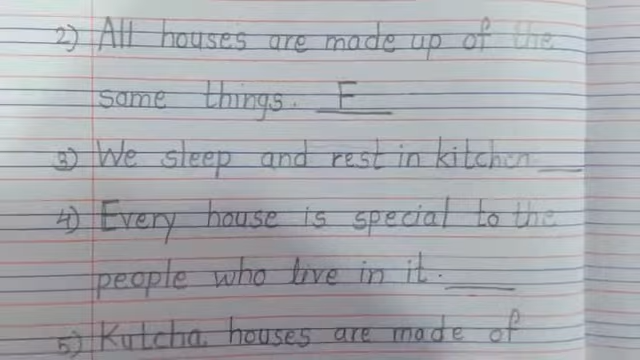 2) All houses are made up of the
same things. F
3) We sleep and rest in kitchen
4) Every house is special to the
people who live in it.
5) Kutcha houses are made of